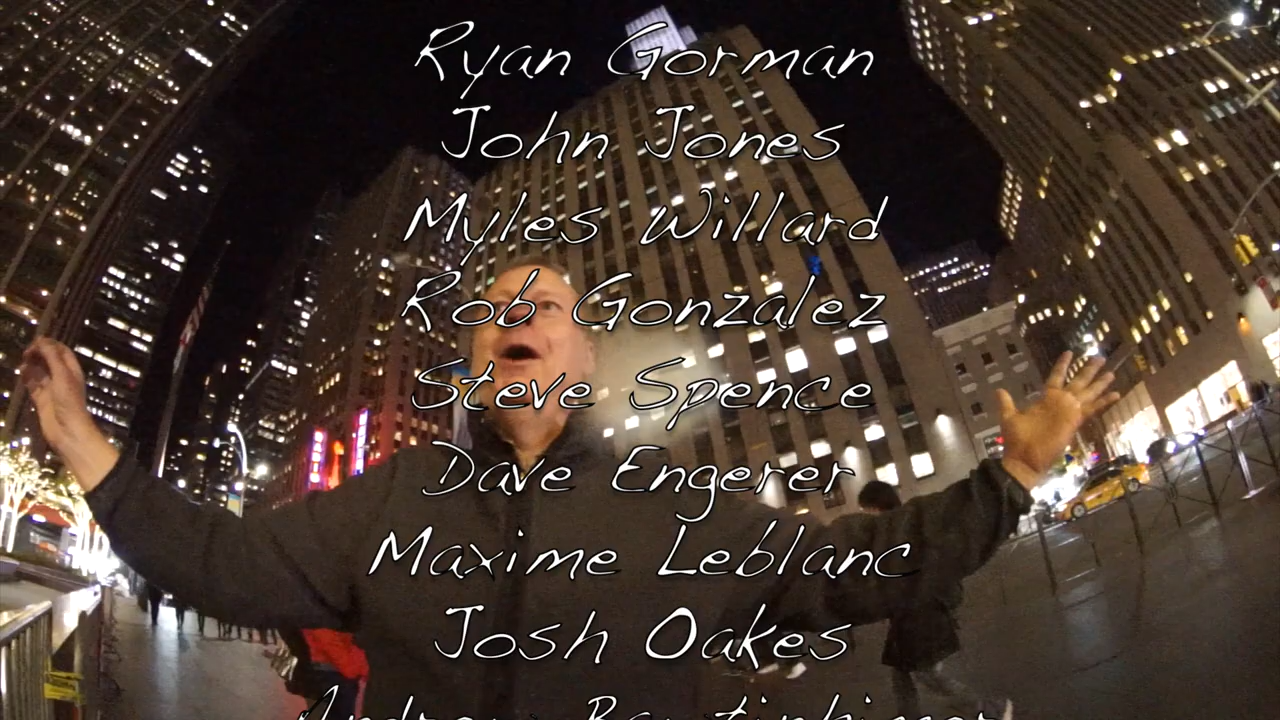 Ryan Gorman
John Jones
Myles Willard
Rob Gonzalez
Steve Spence
Dave Engerer
Maxime Leblanc
Josh Oakes